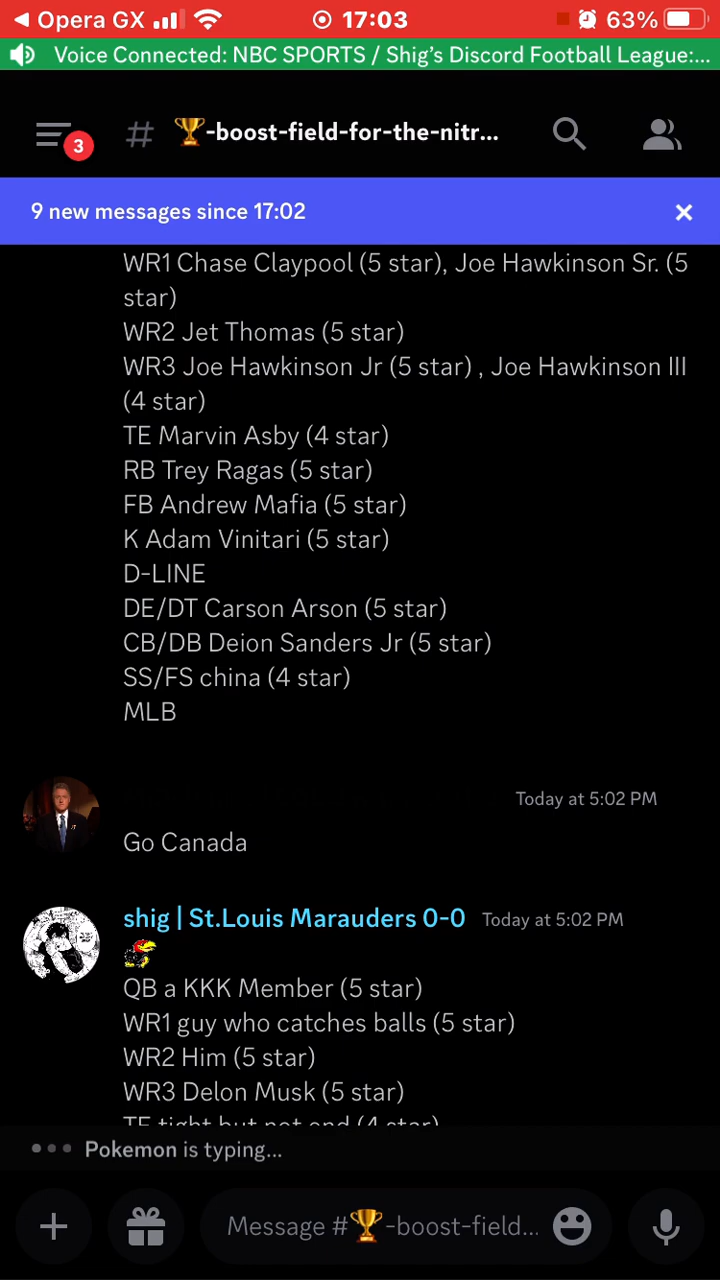 Opera GX
17:03
63%
Voice Connected: NBC SPORTS / Shig's Discord Football League:...
3
# 🏆-boost-field-for-the-nitr...
9 new messages since 17:02
WR1 Chase Claypool (5 star), Joe Hawkinson Sr. (5
star)
WR2 Jet Thomas (5 star)
WR3 Joe Hawkinson Jr (5 star) , Joe Hawkinson III
(4 star)
TE Marvin Asby (4 star)
RB Trey Ragas (5 star)
FB Andrew Mafia (5 star)
K Adam Vinitari (5 star)
D-LINE
DE/DT Carson Arson (5 star)
CB/DB Deion Sanders Jr (5 star)
SS/FS china (4 star)
MLB
Today at 5:02 PM
Go Canada
shig | St.Louis Marauders 0-0 Today at 5:02 PM
QB a KKK Member (5 star)
WR1 guy who catches balls (5 star)
WR2 Him (5 star)
WR3 Delon Musk (5 star)
TE tight but not end (4 star)
Pokemon is typing...
Message #🏆-boost-field...